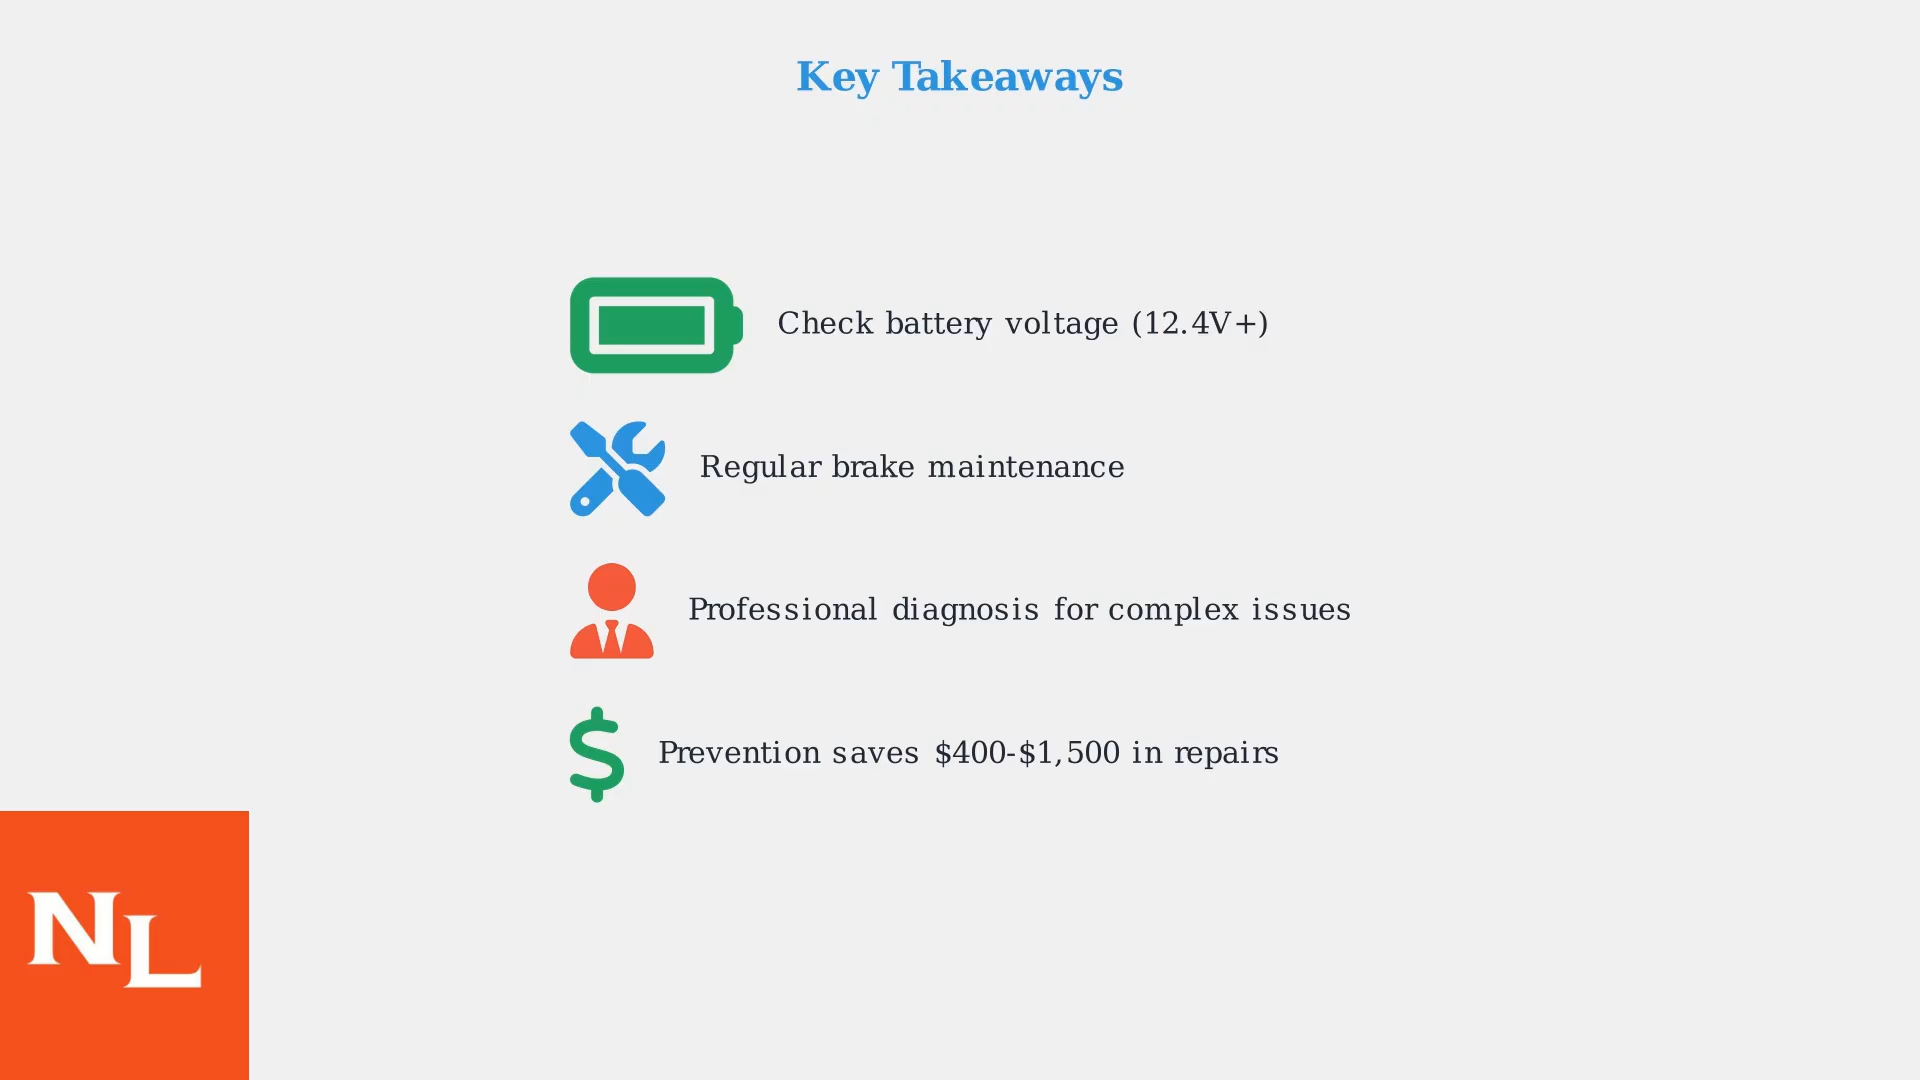 Key Takeaways
Check battery voltage (12.4V+)
Regular brake maintenance
Professional diagnosis for complex issues
Prevention saves $400-$1,500 in repairs
NL